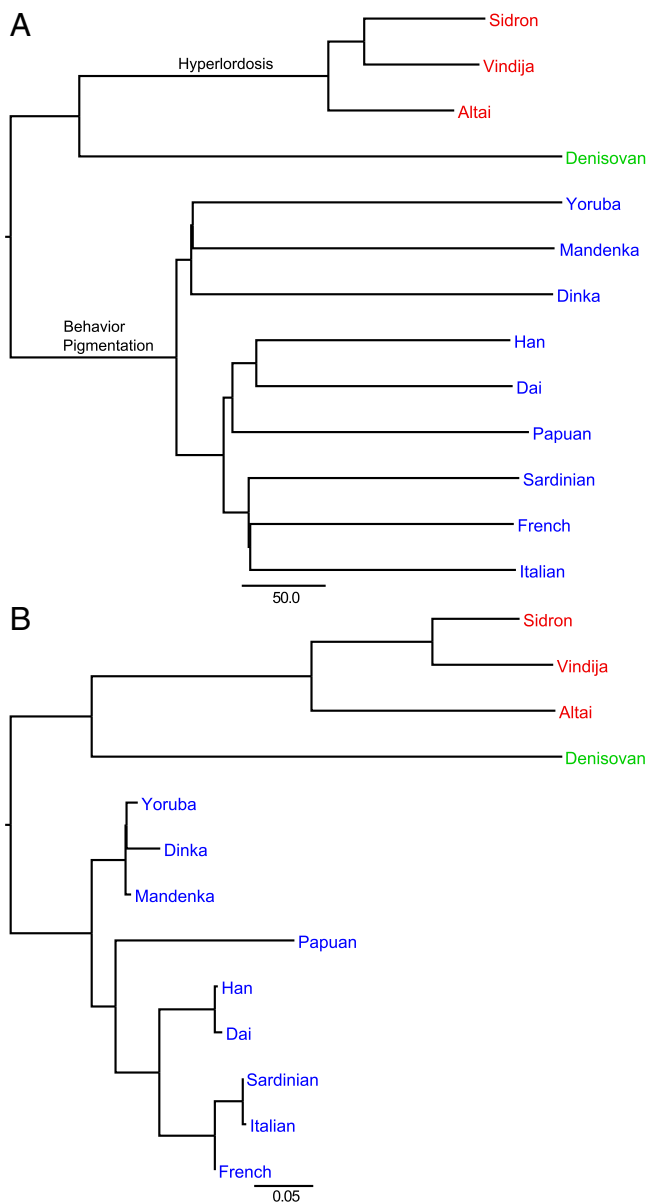 A
Sidron
Hyperlordosis
Vindija
Altai
Denisovan
Yoruba
Mandenka
Dinka
Behavior
Pigmentation
Han
Dai
Papuan
Sardinian
French
Italian
50.0
B
Sidron
Vindija
Altai
Denisovan
Yoruba
Dinka
Mandenka
Papuan
Han
Dai
Sardinian
Italian
French
0.05